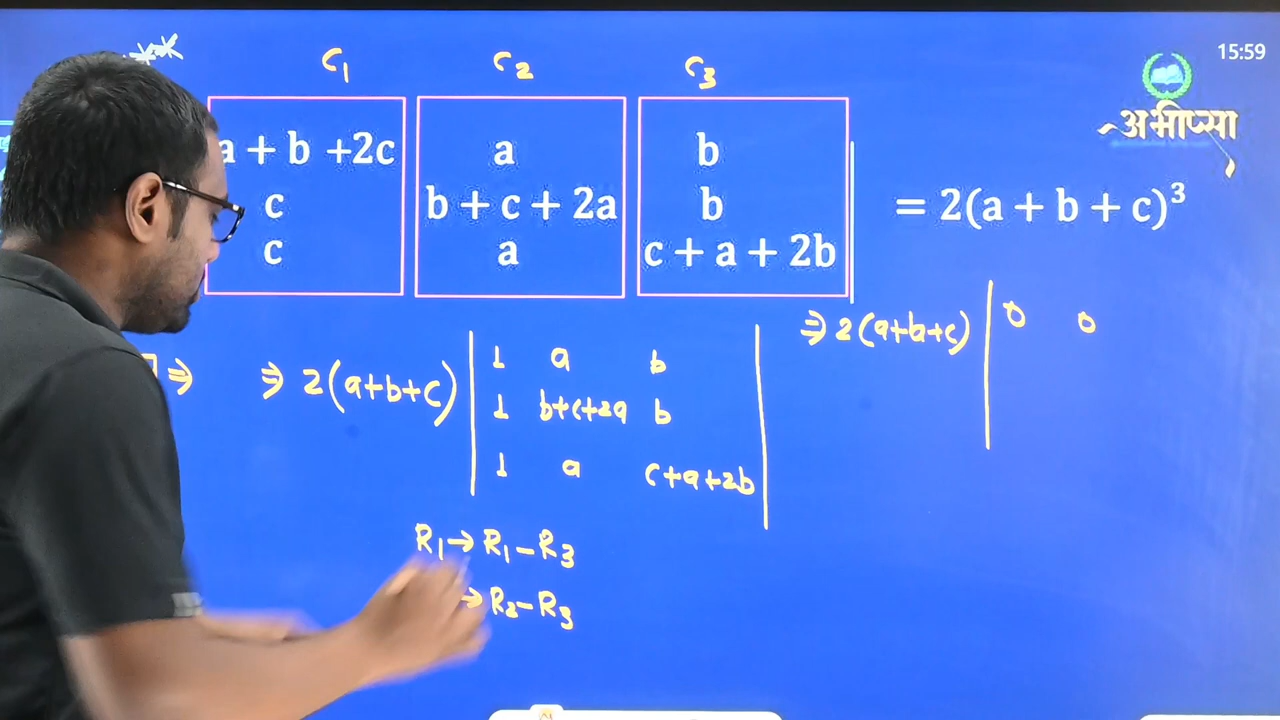 15:59
अभीप्सा
C₁ C₂ C₃
a + b +2c a b
c b + c + 2a b
c a c + a + 2b
= 2(a + b + c)³
⇒ ⇒ 2(a+b+c)
1 a b
1 b+c+2a b
1 a c+a+2b
⇒ 2(a+b+c) 0 0
R₁→ R₁-R₃
→ R₂-R₃